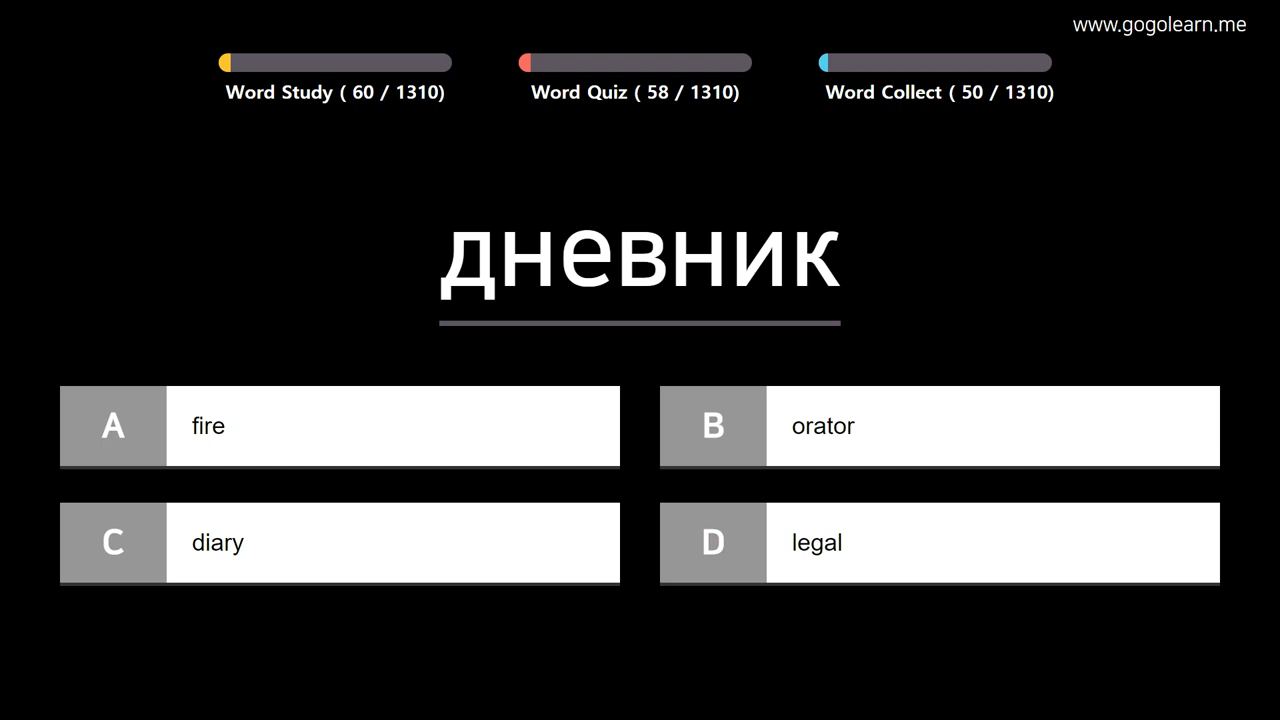 www.gogolearn.me
Word Study ( 60 / 1310)
Word Quiz ( 58 / 1310)
Word Collect ( 50 / 1310)
дневник
A fire
B orator
C diary
D legal